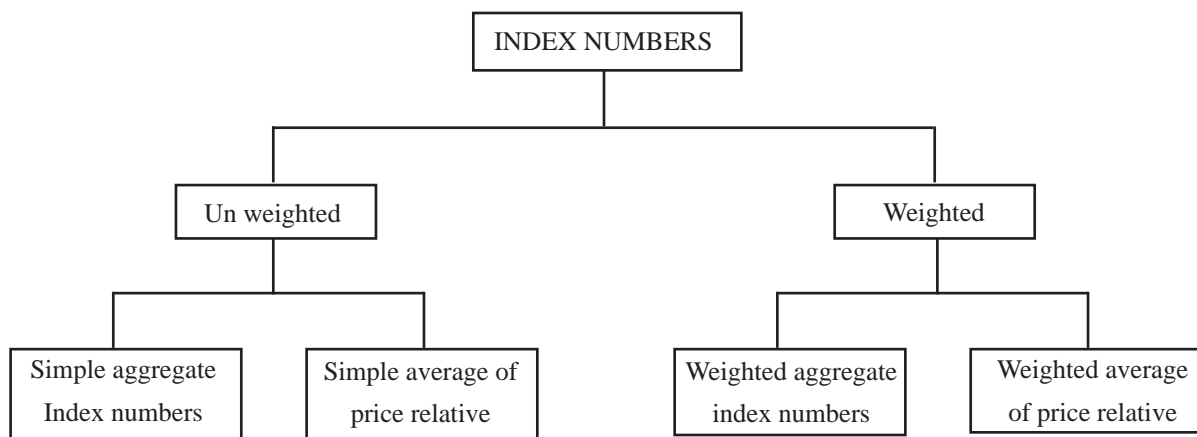 INDEX NUMBERS
Un weighted
Weighted
Simple aggregate
Index numbers
Simple average of
price relative
Weighted aggregate
index numbers
Weighted average
of price relative